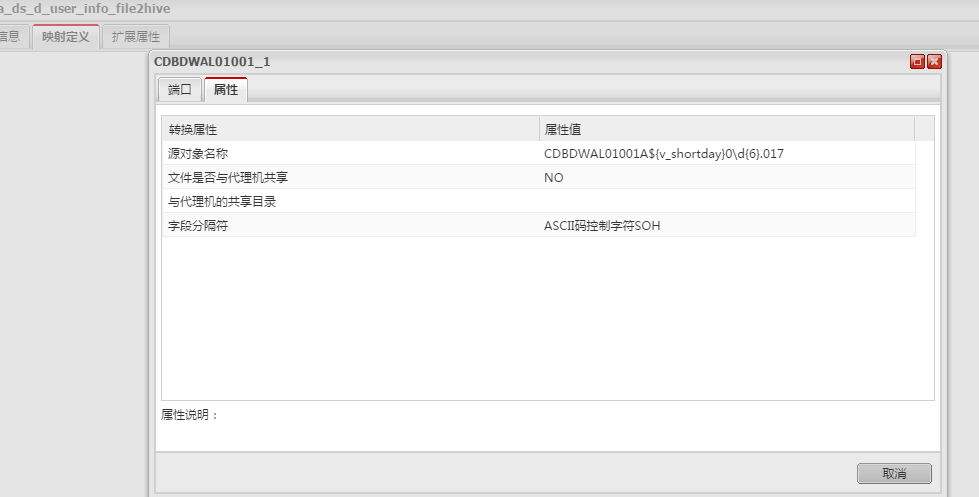 a_ds_d_user_info_file2hive
信息 映射定义 扩展属性
CDBDWAL01001_1
端口 属性
转换属性 属性值
源对象名称 CDBDWAL01001A${v_shortday}0\d{6}.017
文件是否与代理机共享 NO
与代理机的共享目录
字段分隔符 ASCII码控制字符SOH
属性说明：
取消